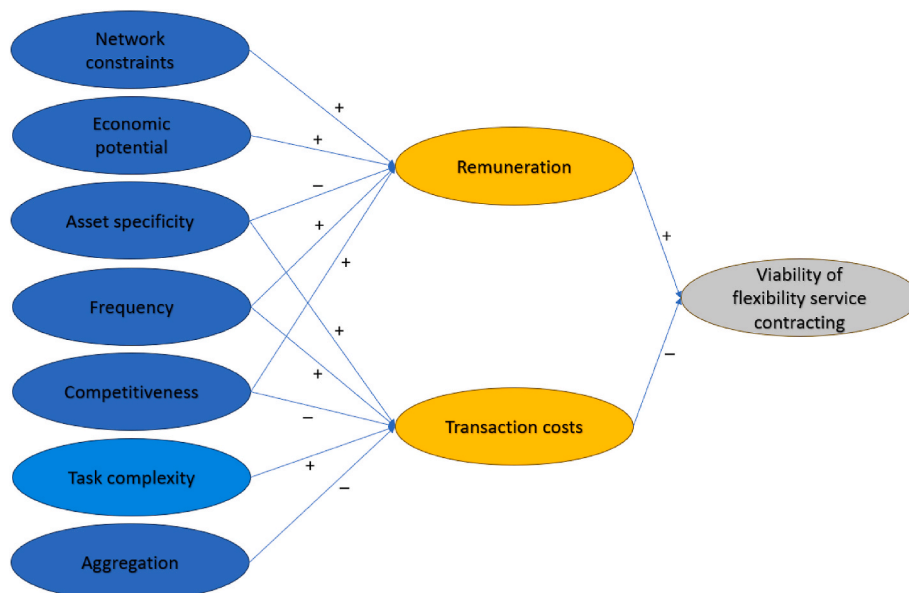 Network
constraints
Economic
potential
Asset specificity
Frequency
Competitiveness
Task complexity
Aggregation
+
+
−
+
+
+
+
−
+
−
Remuneration
Transaction costs
+
−
Viability of
flexibility service
contracting